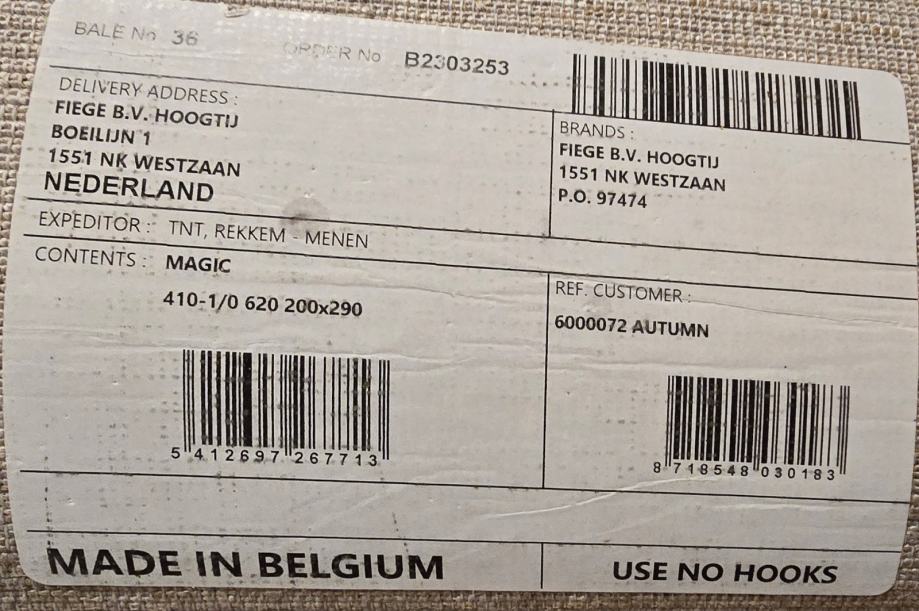 BALE No 36
ORDER No B2303253
DELIVERY ADDRESS :
FIEGE B.V. HOOGTIJ
BOEILIJN 1
1551 NK WESTZAAN
NEDERLAND
BRANDS :
FIEGE B.V. HOOGTIJ
1551 NK WESTZAAN
P.O. 97474
EXPEDITOR : TNT, REKKEM - MENEN
CONTENTS : MAGIC
410-1/0 620 200x290
REF. CUSTOMER :
6000072 AUTUMN
5 412697 267713
8 718548 030183
MADE IN BELGIUM
USE NO HOOKS